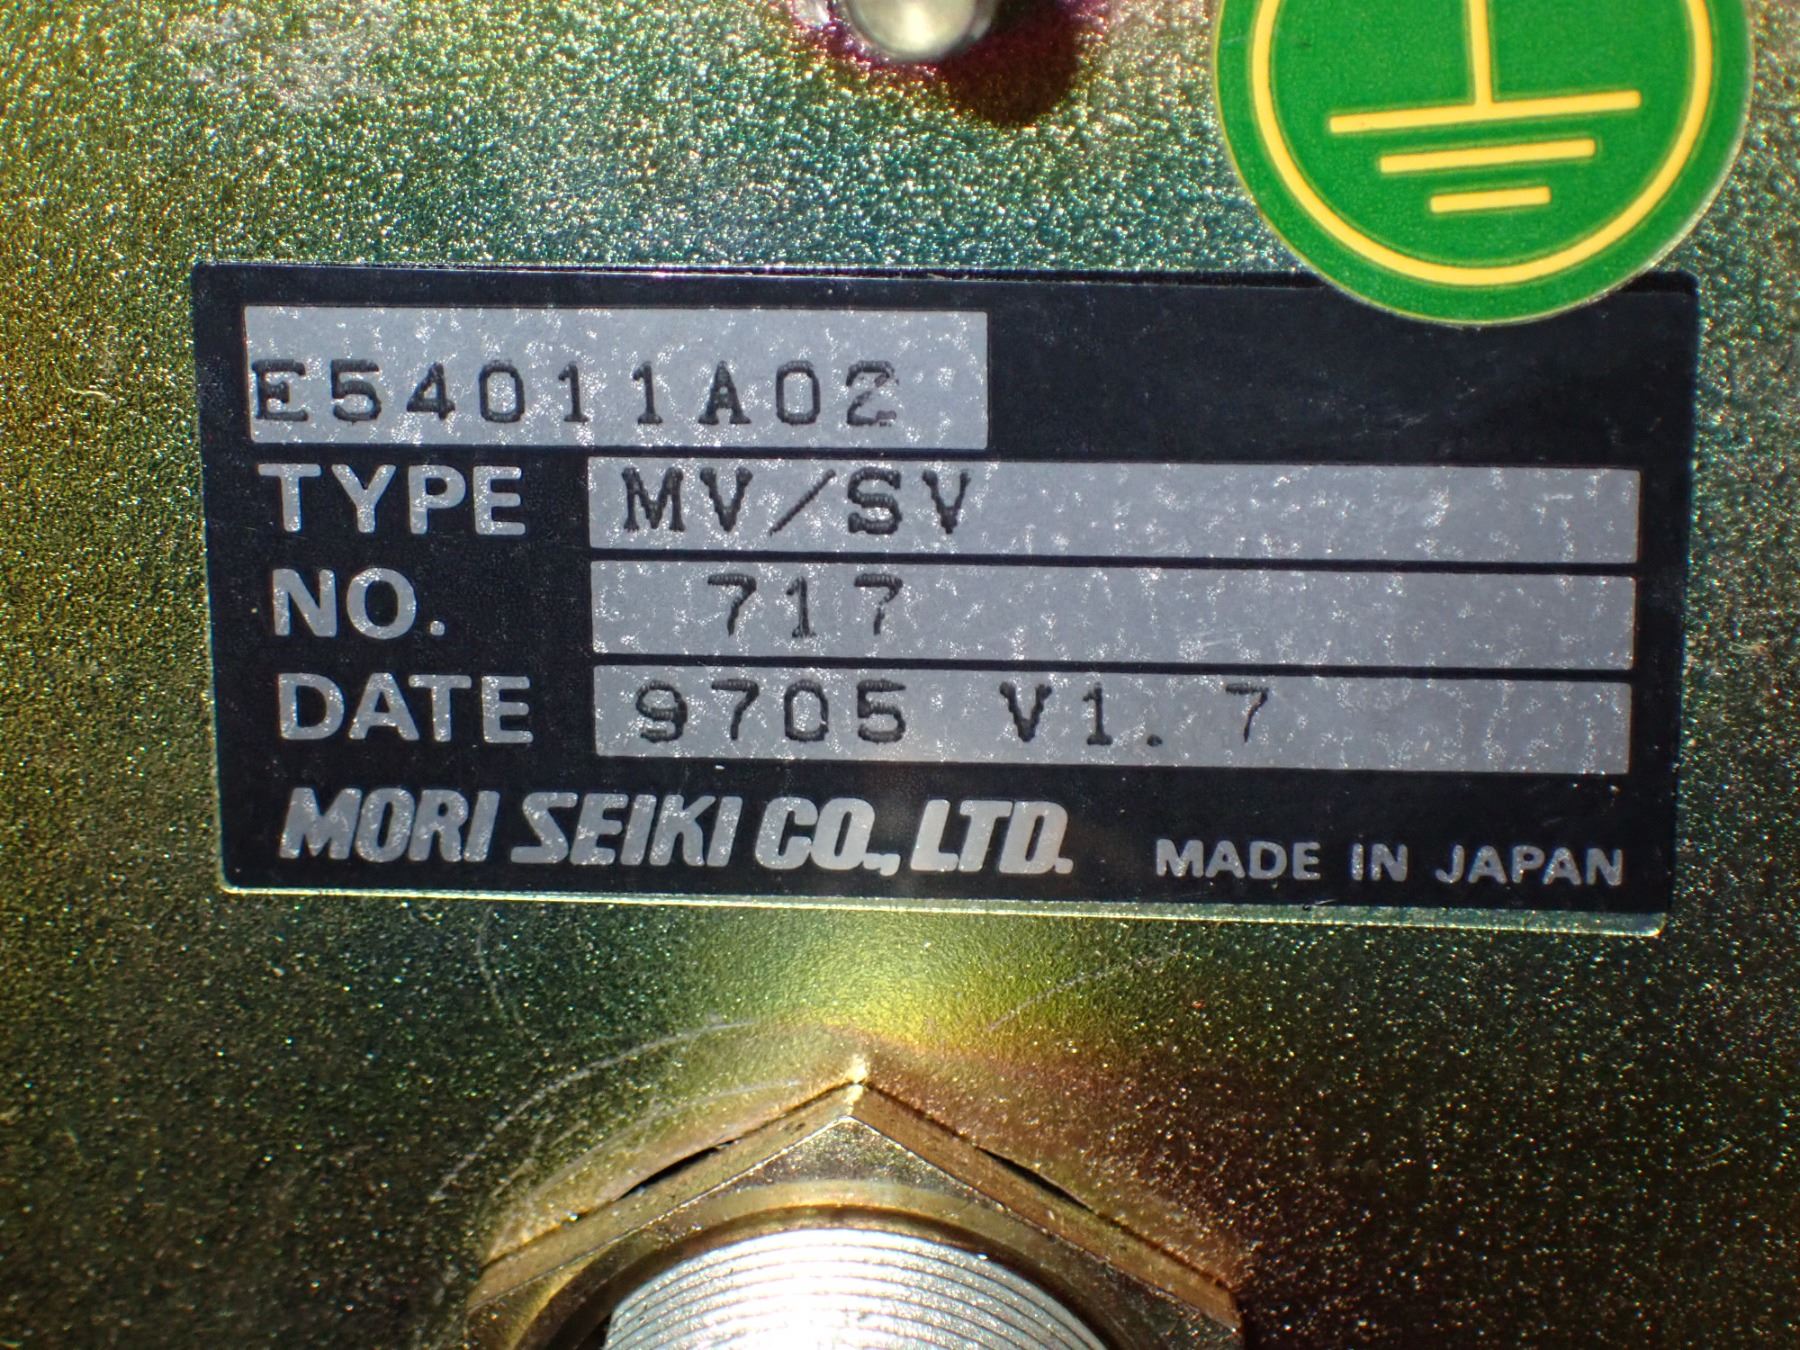 E54011A02
TYPE MV/SV
NO. 717
DATE 9705 V1.7
MORI SEIKI CO.,LTD. MADE IN JAPAN